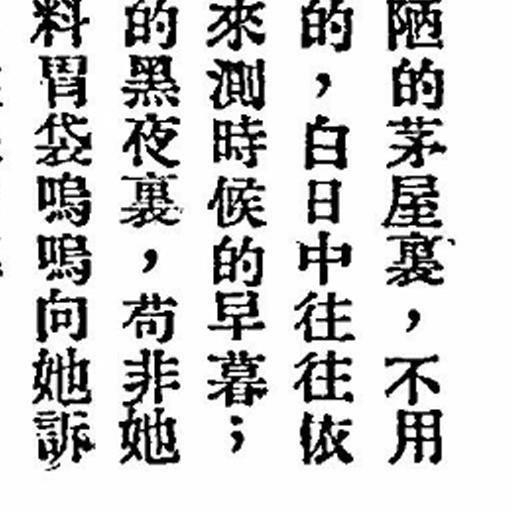 陋的茅屋裏，不用
的，白日中往往依
來測時候的早暮；
的黑夜裏，苟非她
料胃袋嗚嗚向她訴